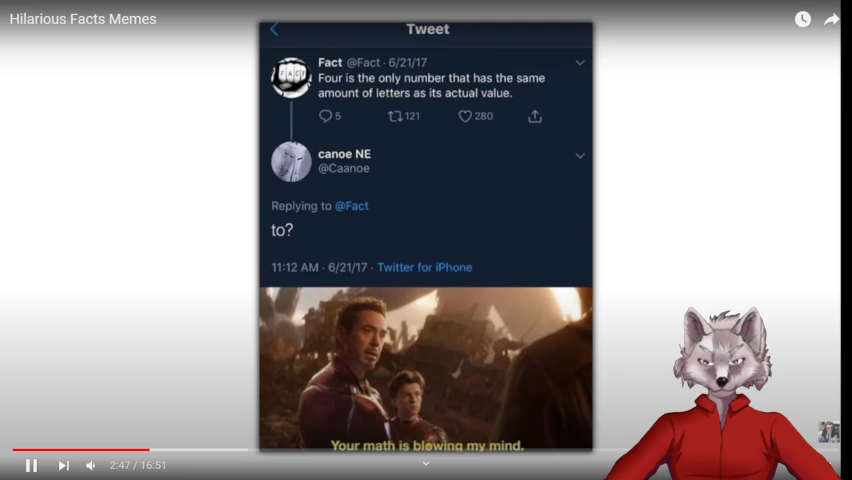 Hilarious Facts Memes
Tweet
Fact @Fact · 6/21/17
Four is the only number that has the same
amount of letters as its actual value.
5 121 280
canoe NE
@Caanoe
Replying to @Fact
to?
11:12 AM · 6/21/17 · Twitter for iPhone
Your math is blowing my mind.
2:47 / 16:51